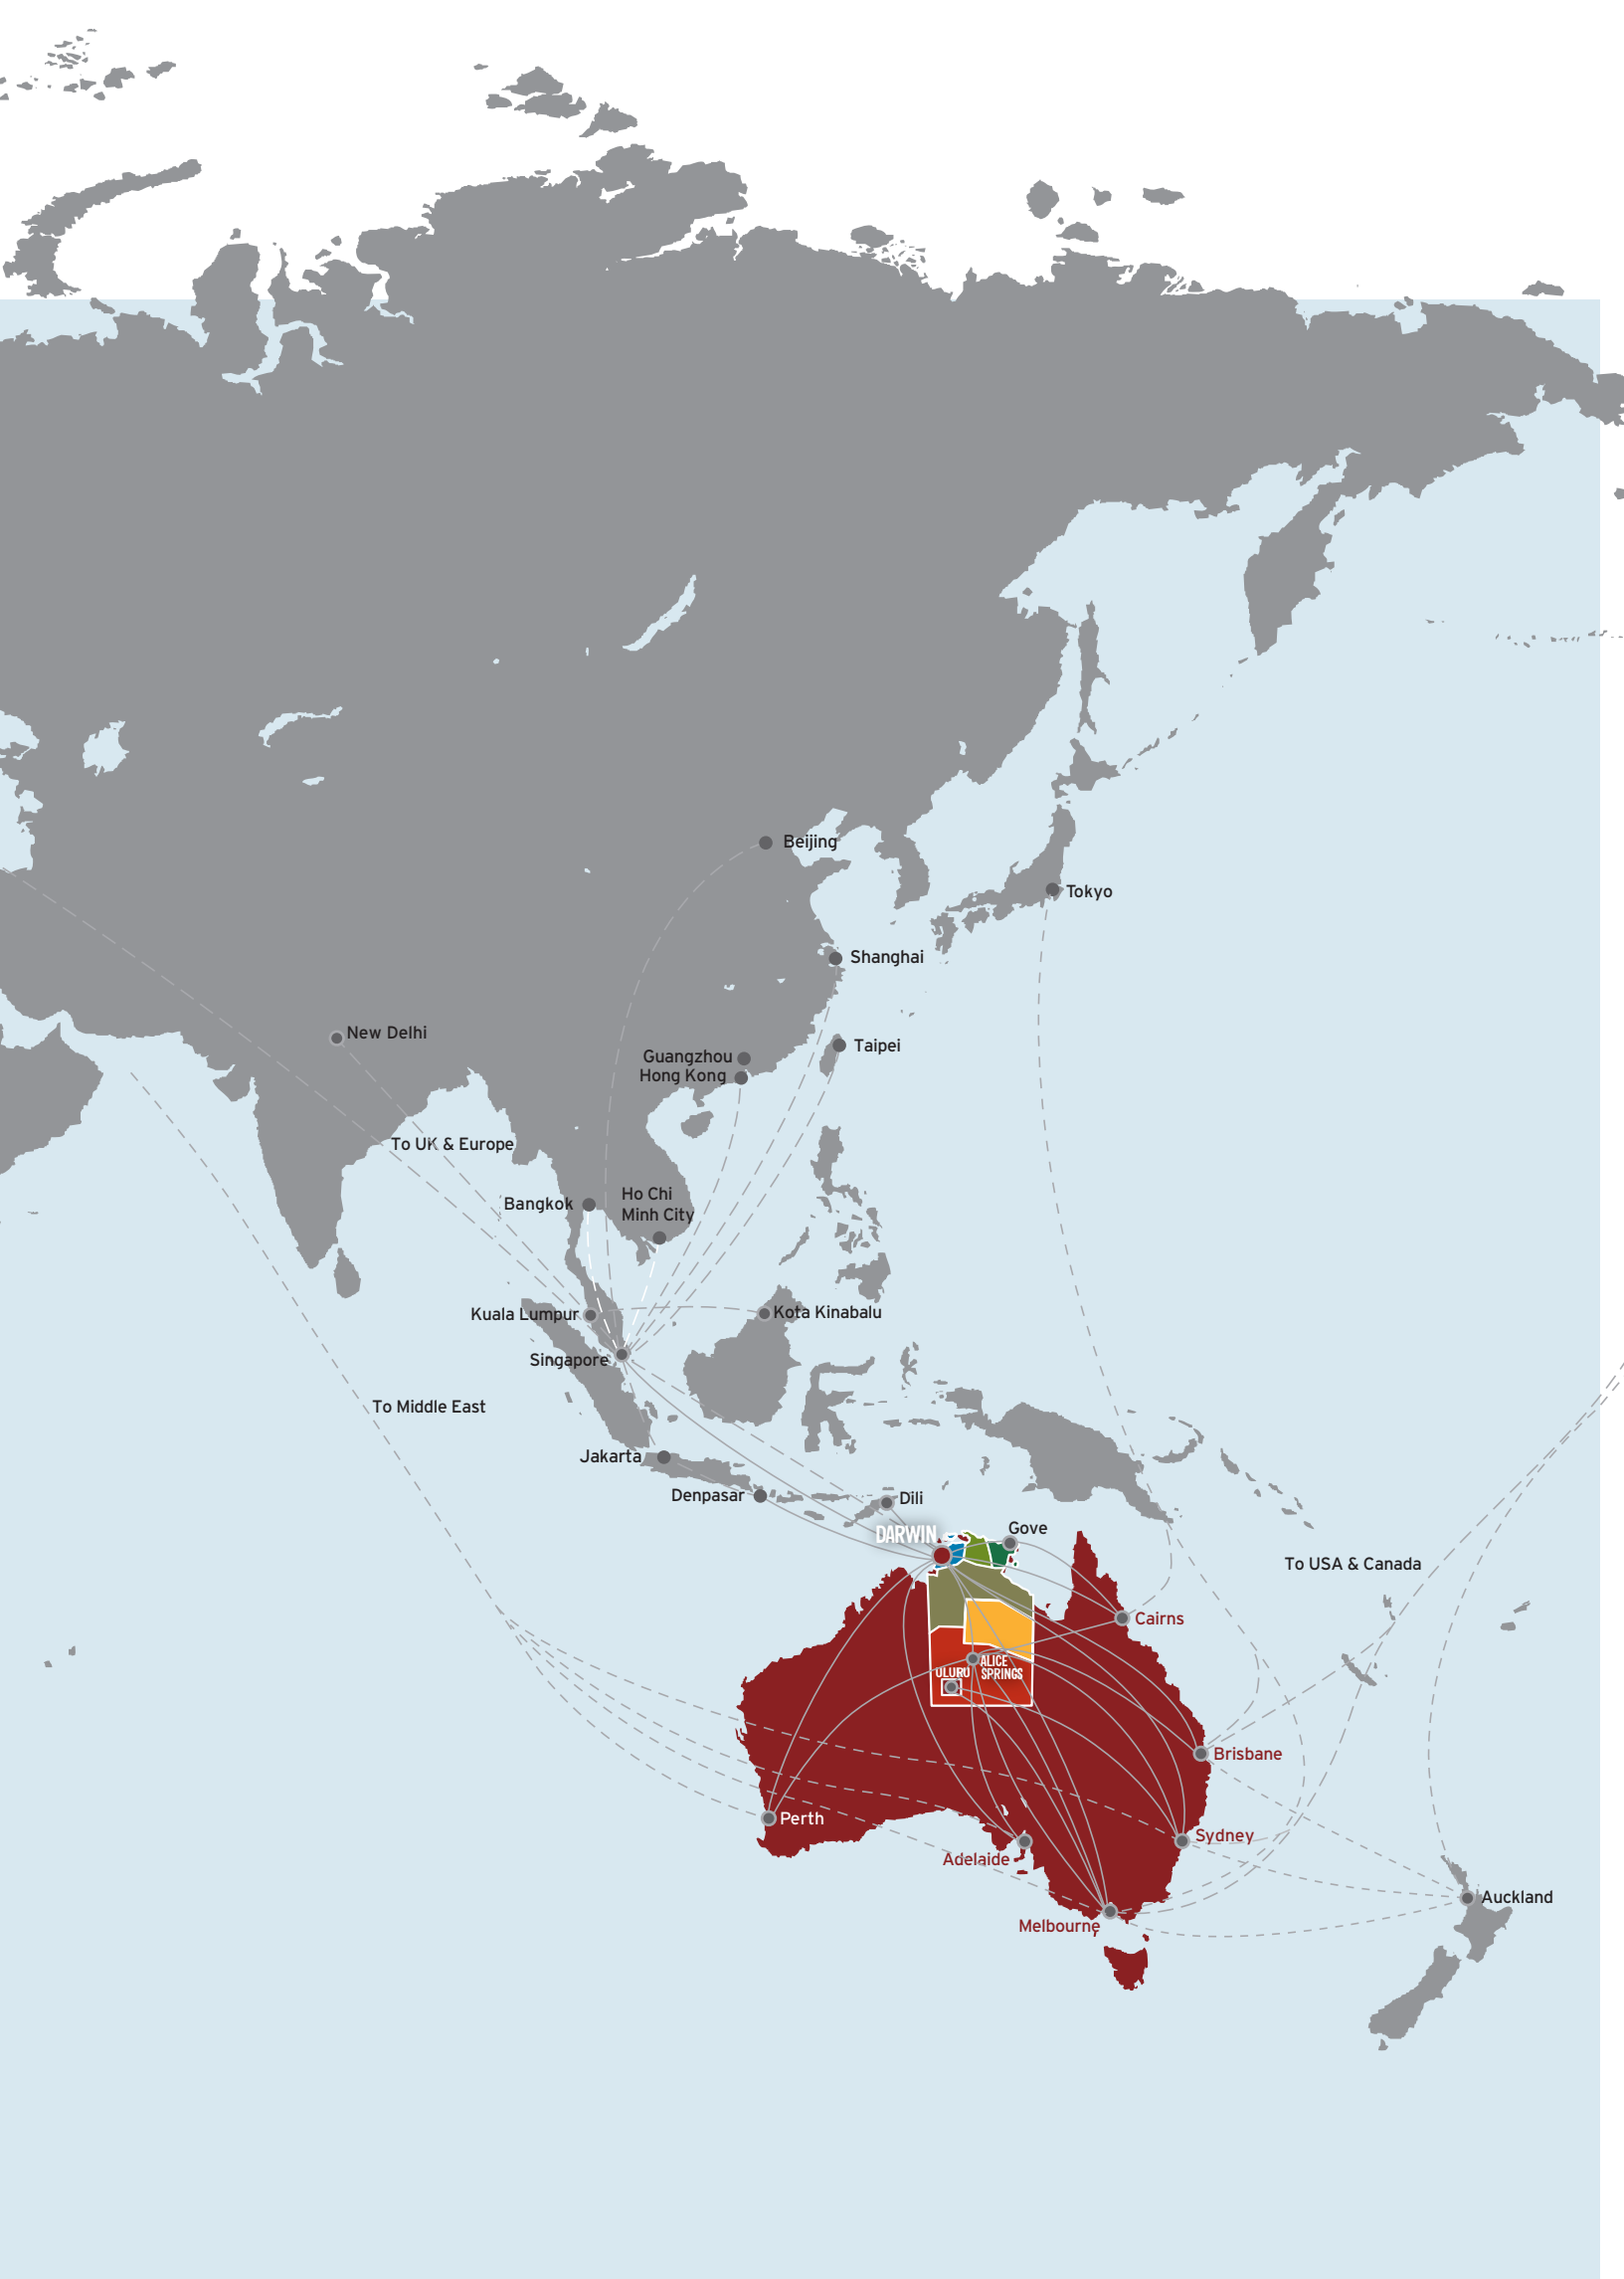 Beijing
Tokyo
Shanghai
New Delhi
Taipei
Guangzhou
Hong Kong
To UK & Europe
Ho Chi
Minh City
Bangkok
Kuala Lumpur
Kota Kinabalu
Singapore
To Middle East
Jakarta
Denpasar
Dili
DARWIN
Gove
To USA & Canada
Cairns
ALICE
SPRINGS
ULURU
Brisbane
Perth
Sydney
Adelaide
Auckland
Melbourne